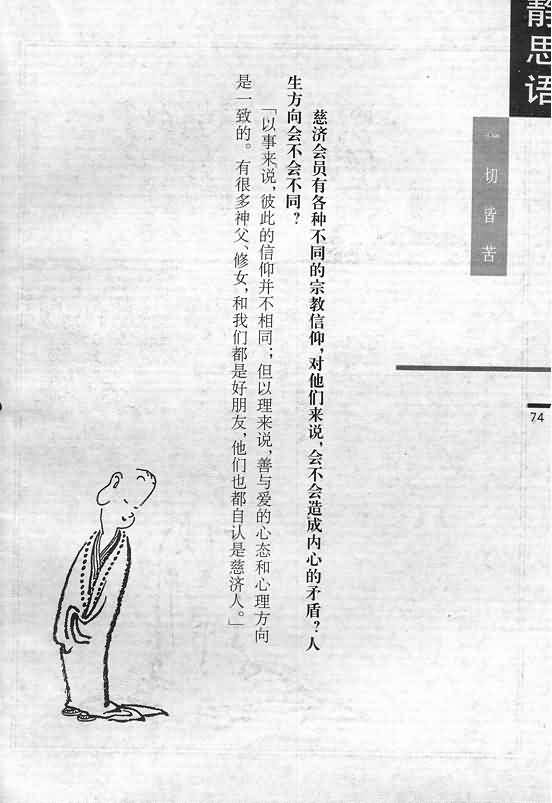 静思语
一切皆苦
74
慈济会员有各种不同的宗教信仰,对他们来说,会不会造成内心的矛盾?人
生方向会不会不同?
「以事来说,彼此的信仰并不相同;但以理来说,善与爱的心态和心理方向
是一致的。有很多神父、修女,和我们都是好朋友,他们也都自认是慈济人。」